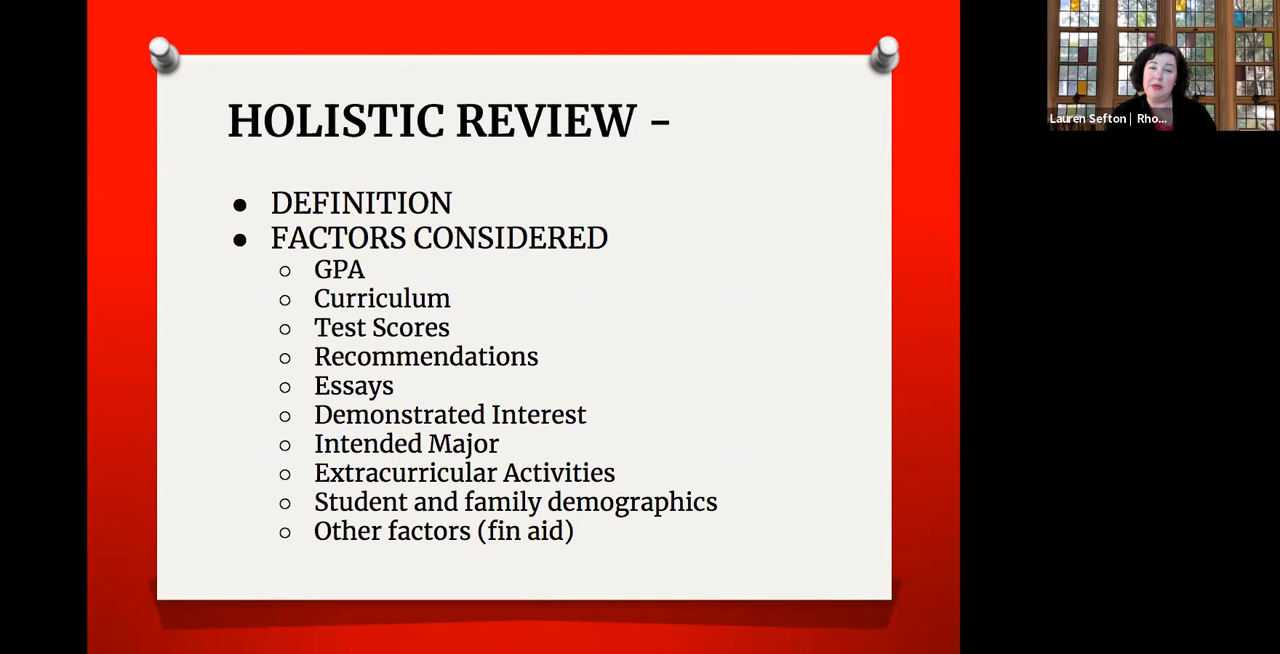 HOLISTIC REVIEW -
● DEFINITION
● FACTORS CONSIDERED
○ GPA
○ Curriculum
○ Test Scores
○ Recommendations
○ Essays
○ Demonstrated Interest
○ Intended Major
○ Extracurricular Activities
○ Student and family demographics
○ Other factors (fin aid)
Lauren Sefton | Rho...